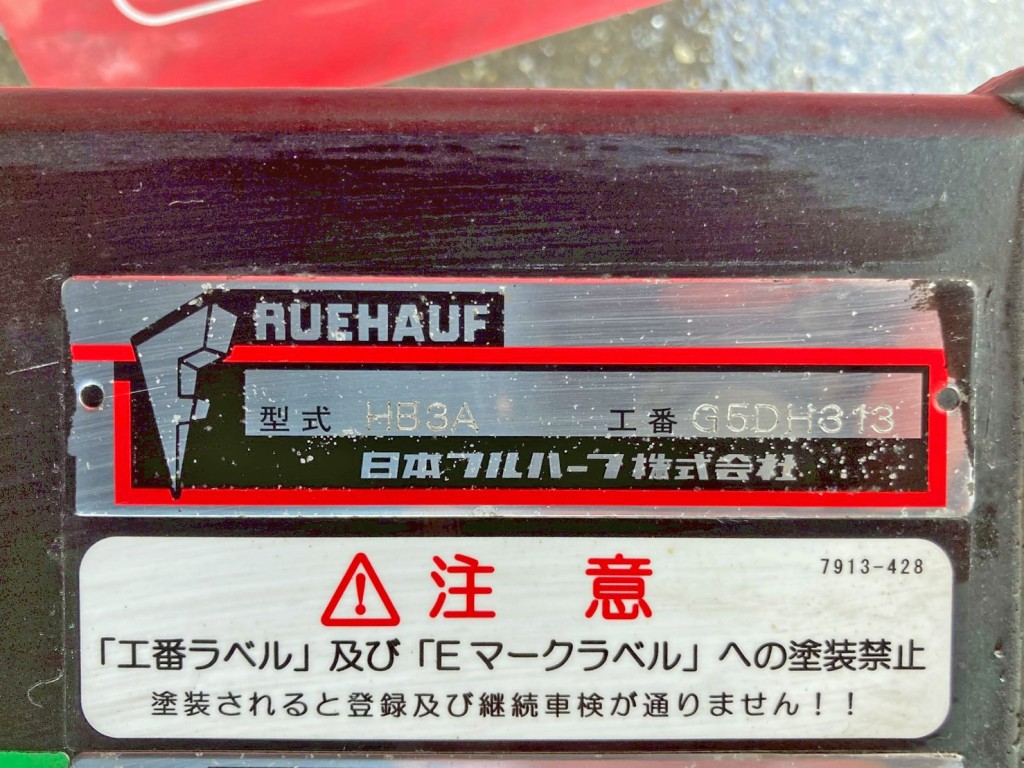 FRUEHAUF
型式 HB3A 工番 G5DH313
日本フルハーフ株式会社
⚠注 意 7913-428
「工番ラベル」及び「Eマークラベル」への塗装禁止
塗装されると登録及び継続車検が通りません！！